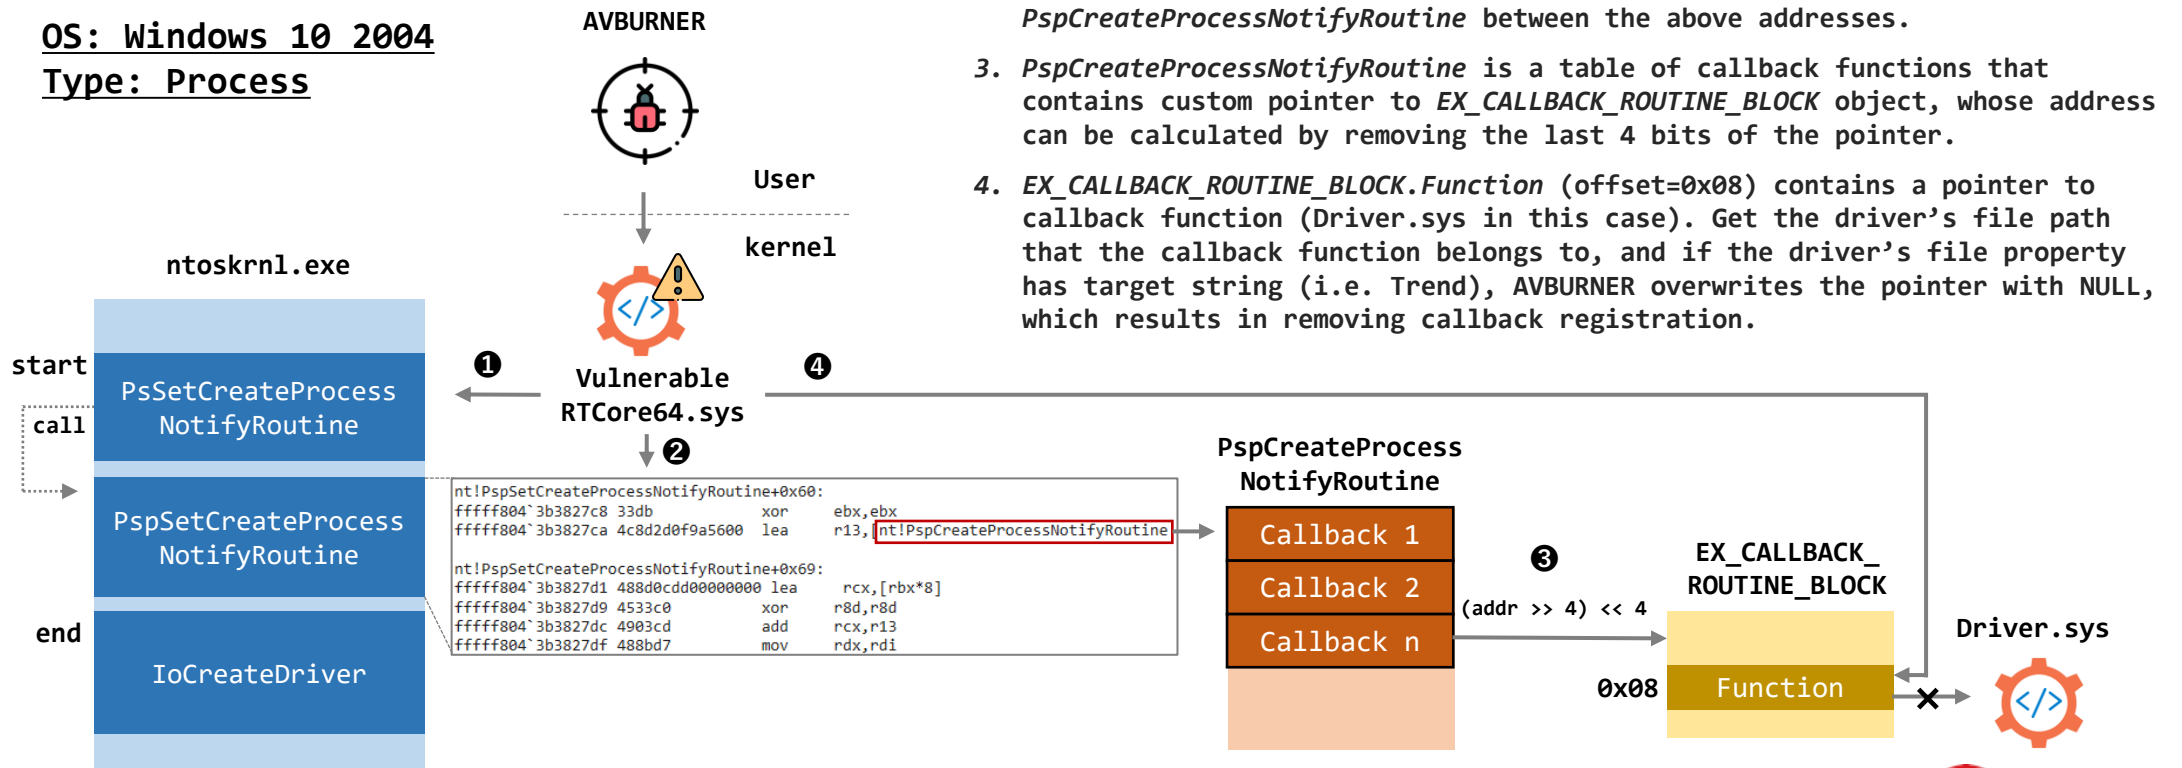 OS: Windows 10 2004
Type: Process
AVBURNER
User
kernel
PspCreateProcessNotifyRoutine between the above addresses.
3. PspCreateProcessNotifyRoutine is a table of callback functions that
contains custom pointer to EX_CALLBACK_ROUTINE_BLOCK object, whose address
can be calculated by removing the last 4 bits of the pointer.
4. EX_CALLBACK_ROUTINE_BLOCK.Function (offset=0x08) contains a pointer to
callback function (Driver.sys in this case). Get the driver’s file path
that the callback function belongs to, and if the driver’s file property
has target string (i.e. Trend), AVBURNER overwrites the pointer with NULL,
which results in removing callback registration.
ntoskrnl.exe
start
call
end
PsSetCreateProcess
NotifyRoutine
PspSetCreateProcess
NotifyRoutine
IoCreateDriver
❶
Vulnerable
RTCore64.sys
❹
❷
nt!PspSetCreateProcessNotifyRoutine+0x60:
fffff804`3b3827c8 33db xor ebx,ebx
fffff804`3b3827ca 4c8d2d0f9a5600 lea r13,[nt!PspCreateProcessNotifyRoutine
nt!PspSetCreateProcessNotifyRoutine+0x69:
fffff804`3b3827d1 488d0cdd00000000 lea rcx,[rbx*8]
fffff804`3b3827d9 4533c0 xor r8d,r8d
fffff804`3b3827dc 4903cd add rcx,r13
fffff804`3b3827df 488bd7 mov rdx,rdi
PspCreateProcess
NotifyRoutine
Callback 1
Callback 2
Callback n
❸
(addr >> 4) << 4
EX_CALLBACK_
ROUTINE_BLOCK
0x08
Function
Driver.sys